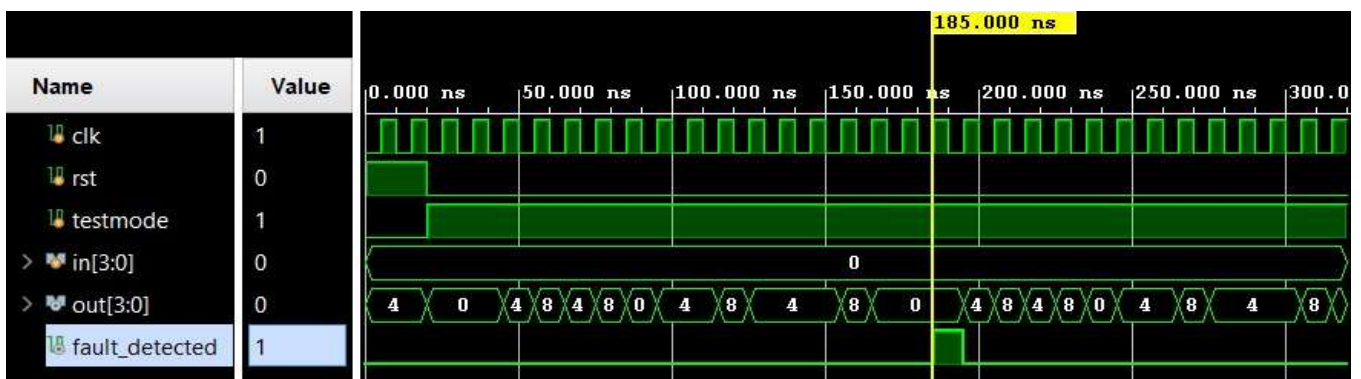 185.000 ns
Name Value 0.000 ns 50.000 ns 100.000 ns 150.000 ns 200.000 ns 250.000 ns 300.0
clk 1
rst 0
testmode 1
> in[3:0] 0 0
> out[3:0] 0 4 0 4 8 4 8 0 4 8 4 8 0 4 8 4 8 0 4 8 4 8
fault_detected 1